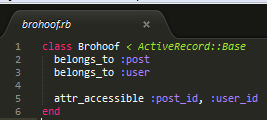 brohoof.rb ×
1 class Brohoof < ActiveRecord::Base
2 belongs_to :post
3 belongs_to :user
4
5 attr_accessible :post_id, :user_id
6 end